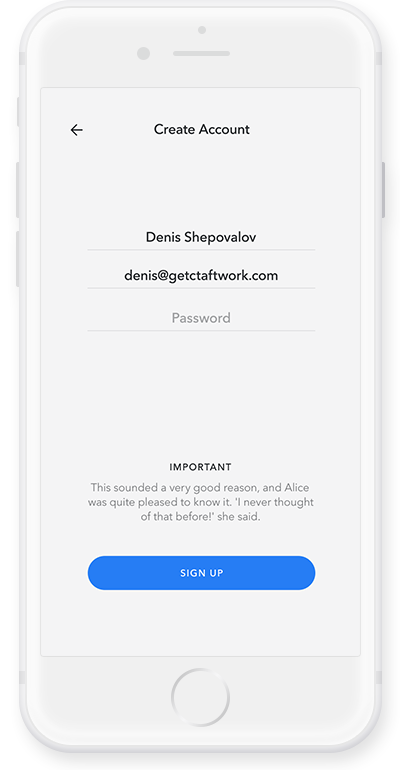 Create Account
Denis Shepovalov
denis@getctaftwork.com
Password
IMPORTANT
This sounded a very good reason, and Alice
was quite pleased to know it. 'I never thought
of that before!' she said.
SIGN UP